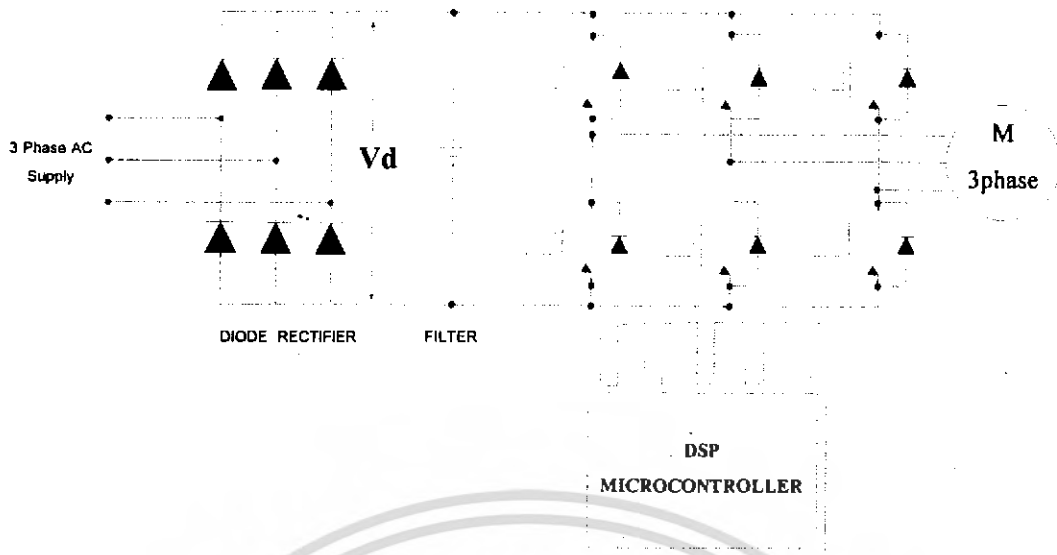 3 Phase AC
Supply
Vd
M
3phase
DIODE RECTIFIER
FILTER
DSP
MICROCONTROLLER